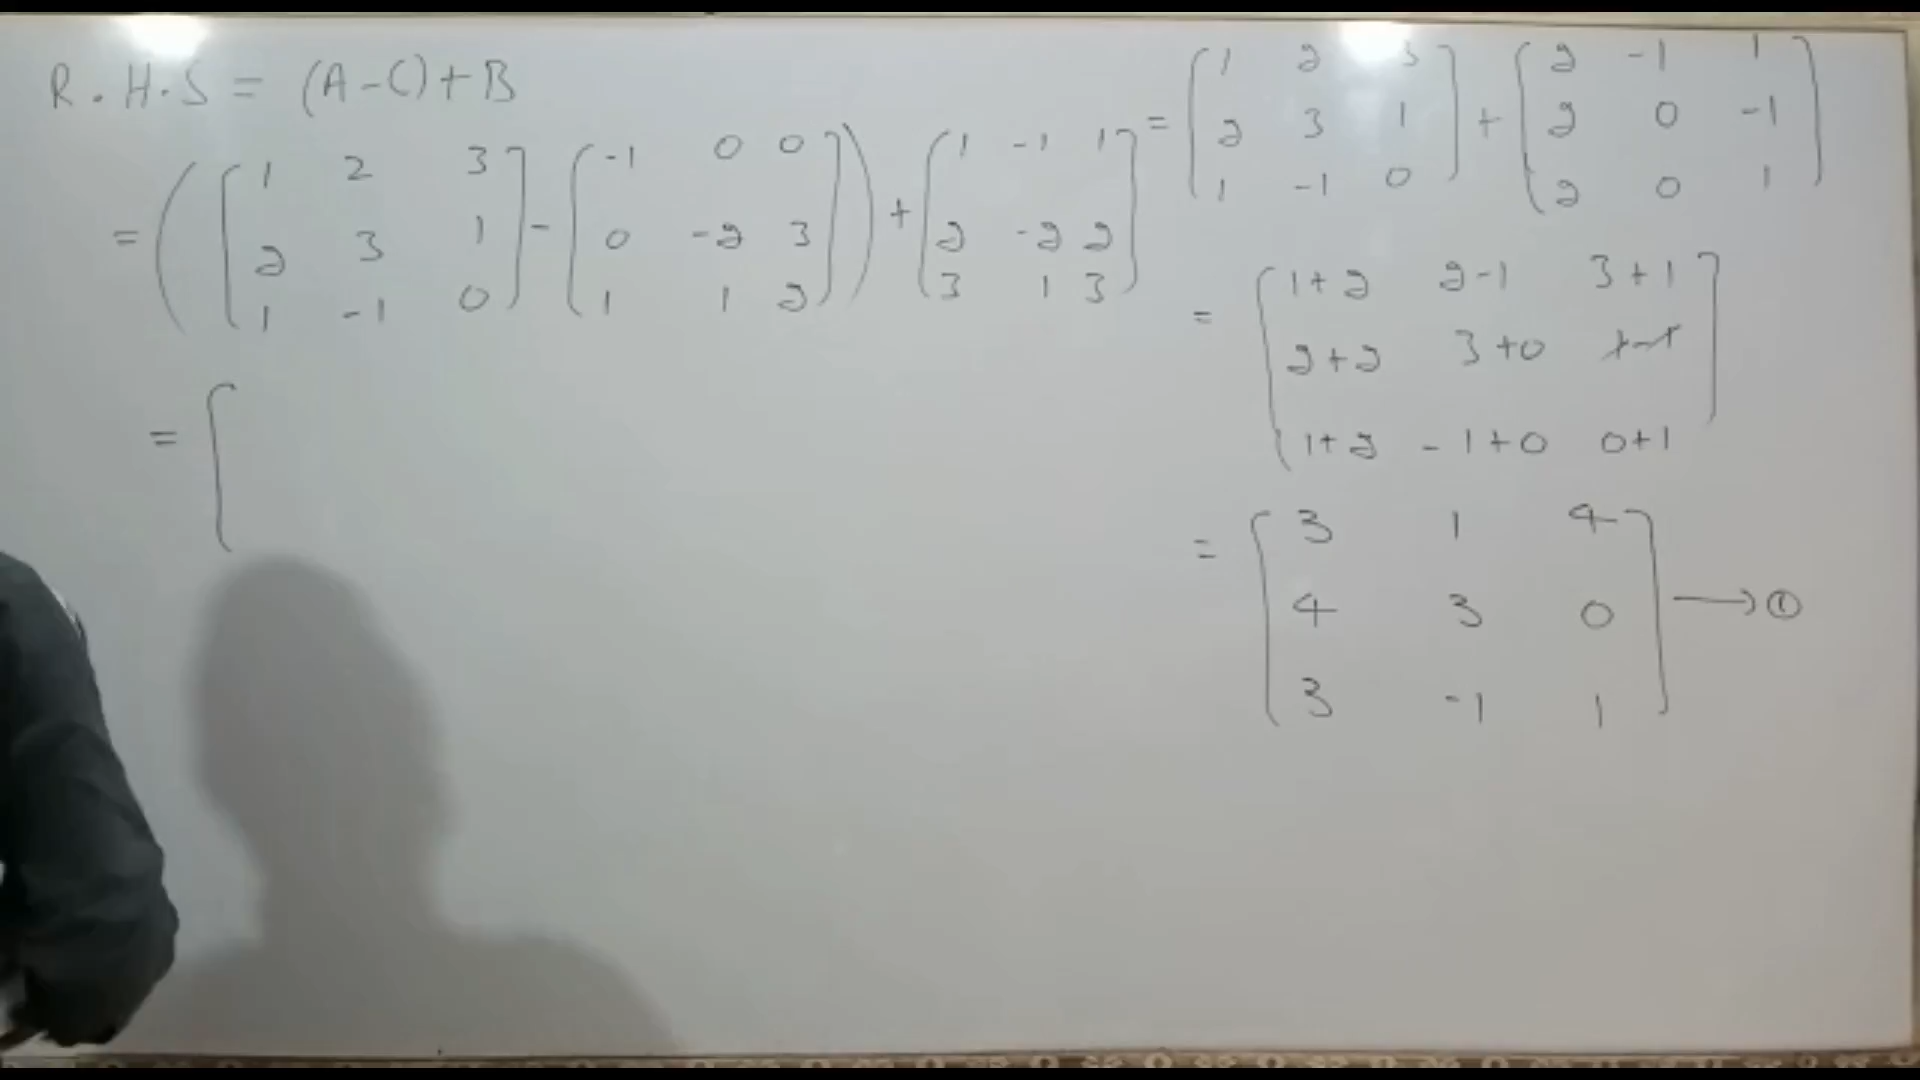 R.H.S = (A-C)+B
= ([1 2 3
2 3 1
1 -1 0] - [-1 0 0
0 -2 3
1 1 2]) + [1 -1 1
2 -2 2
3 1 3]
= [
= [1 2 3
2 3 1
1 -1 0] + [2 -1 1
2 0 -1
2 0 1]
= [1+2 2-1 3+1
2+2 3+0 1-1
1+2 -1+0 0+1]
= [3 1 4
4 3 0
3 -1 1] → ①